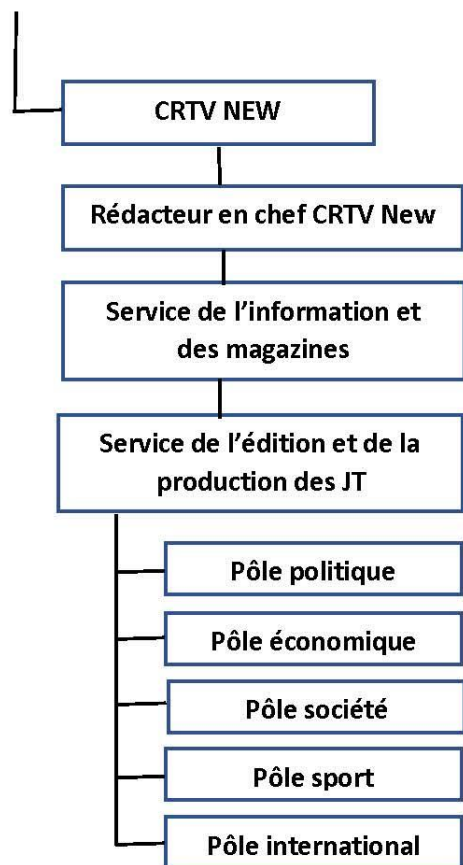 CRTV NEW
Rédacteur en chef CRTV New
Service de l'information et
des magazines
Service de l'édition et de la
production des JT
Pôle politique
Pôle économique
Pôle société
Pôle sport
Pôle international